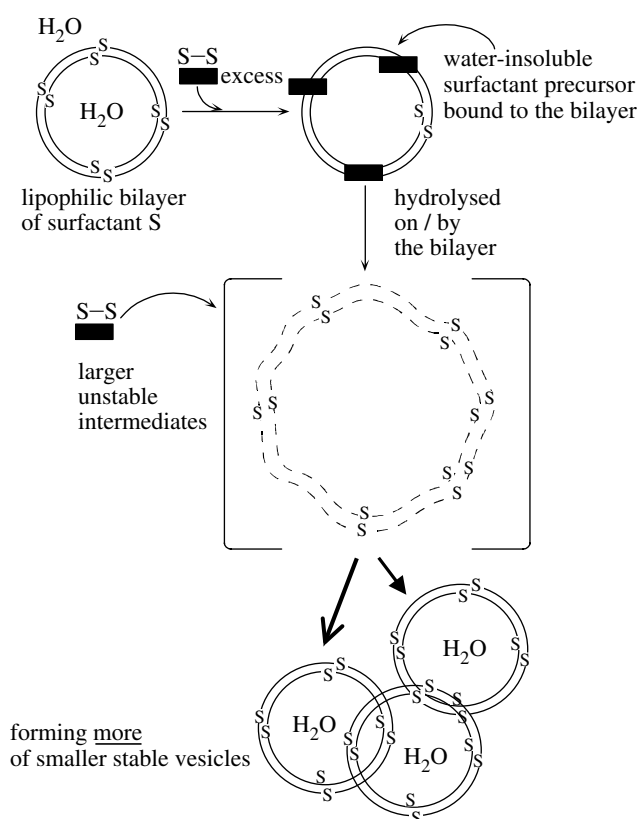 H₂O
S–S
excess
water-insoluble
surfactant precursor
bound to the bilayer
S
S
S
S
H₂O
S
S
S
S
S
S
lipophilic bilayer
of surfactant S
hydrolysed
on / by
the bilayer
S–S
larger
unstable
intermediates
S
S
S
S
S
S
S
S
S
S
S
S
forming more
of smaller stable vesicles
S
S
S
S
H₂O
S
S
S
S
S
S
S
S
H₂O
S
S
S
S
S
S
S
S
H₂O
S
S
S
S